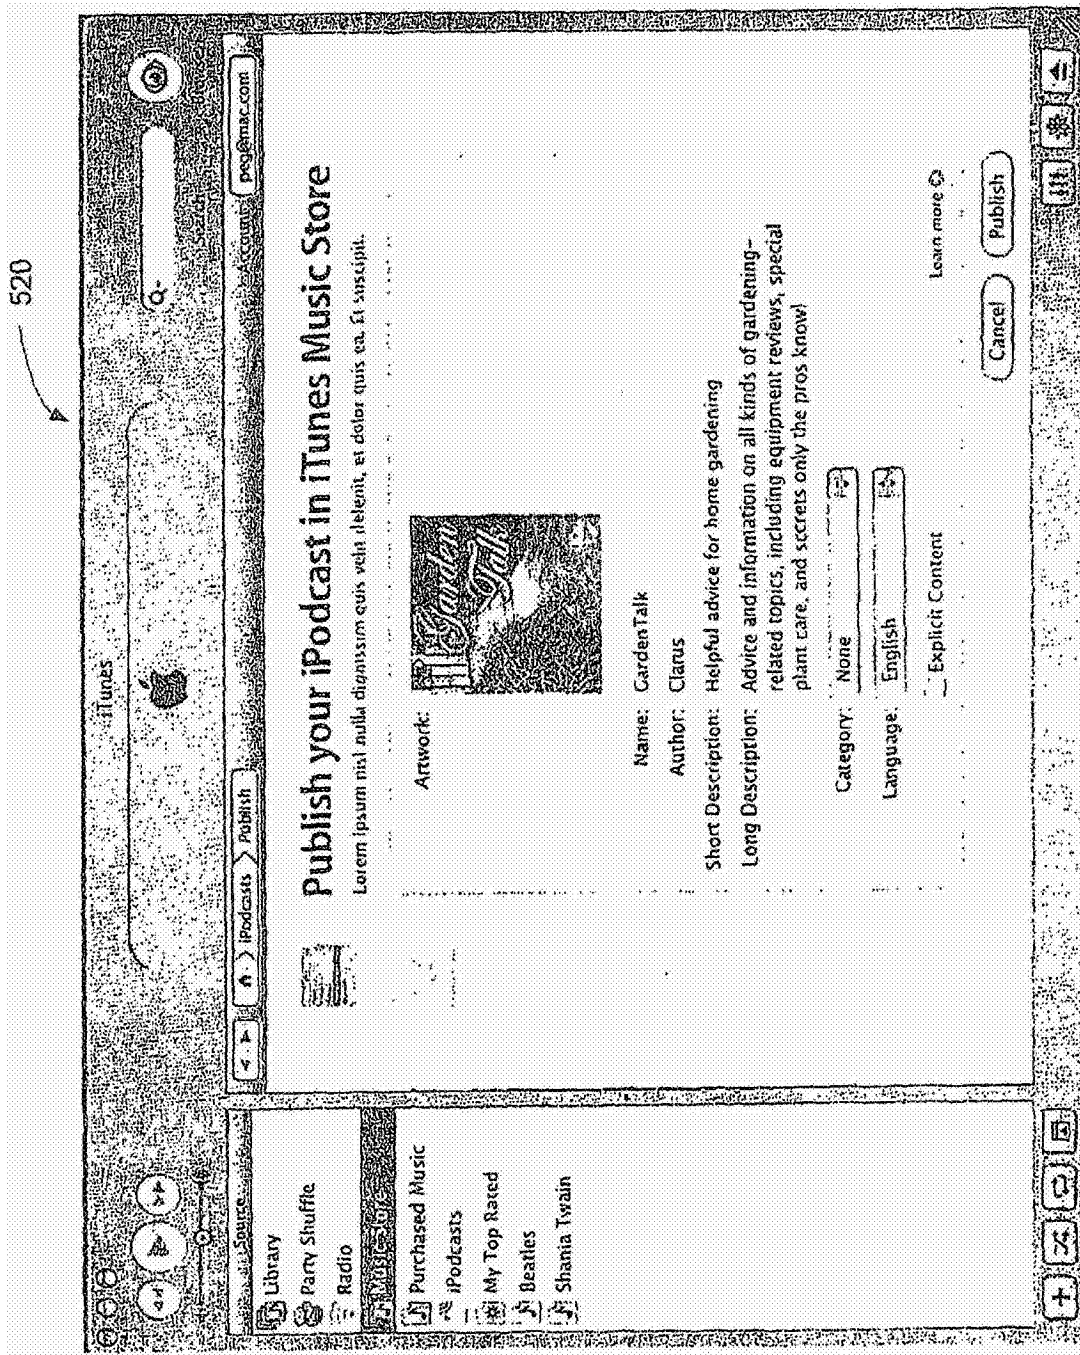 520
iTunes
Search
Browse
iPodcasts
Publish
Account:
peg@mac.com
Source
Library
Party Shuffle
Radio
Music Store
Purchased Music
iPodcasts
My Top Rated
Beatles
Shania Twain
Publish your iPodcast in iTunes Music Store
Lorem ipsum nisl nulla dignissim quis velit delenit, et dolor quis ea. Et suscipit.
Artwork:
Garden
Talk
Name: GardenTalk
Author: Clarus
Short Description: Helpful advice for home gardening
Long Description: Advice and information on all kinds of gardening-
related topics, including equipment reviews, special
plant care, and secrets only the pros know!
Category: None
Language: English
Explicit Content
Learn more
Cancel
Publish